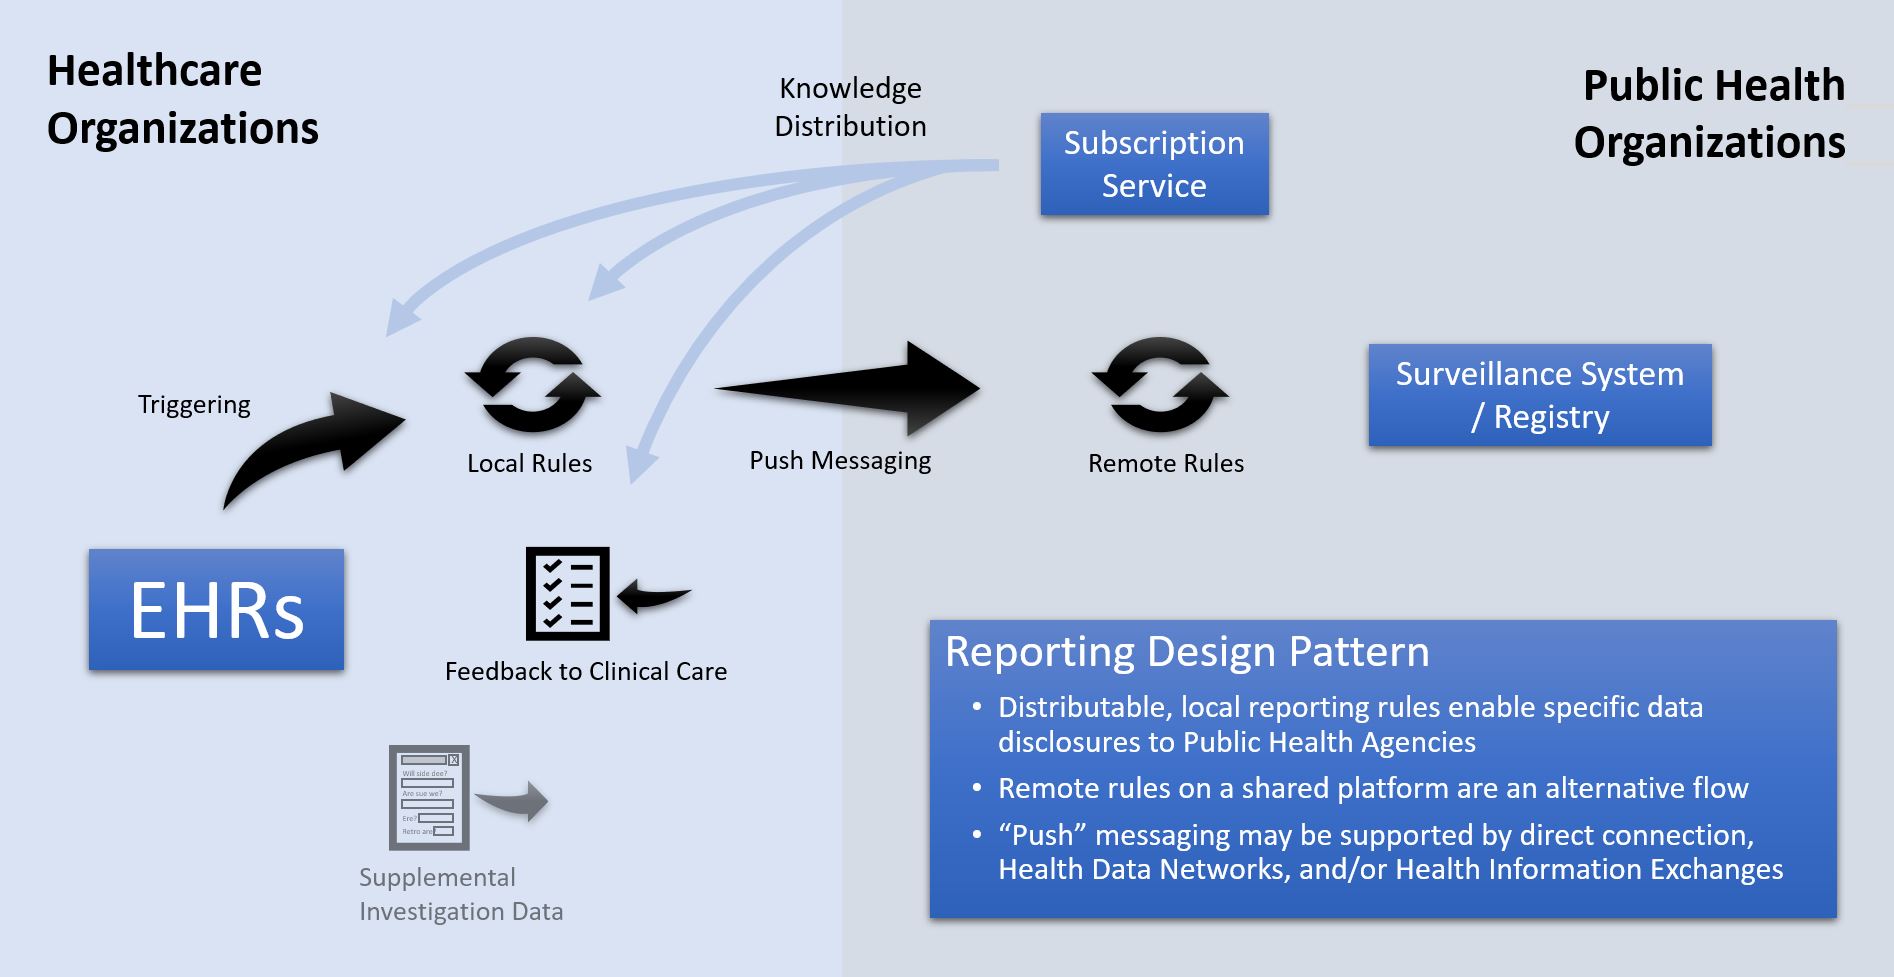 Healthcare
Organizations
Knowledge
Distribution
Subscription
Service
Public Health
Organizations
Triggering
Local Rules
Push Messaging
Remote Rules
Surveillance System
/ Registry
EHRs
Feedback to Clinical Care
X
Will side dee?
Are sue we?
Ere?
Retro are?
Supplemental
Investigation Data
Reporting Design Pattern
• Distributable, local reporting rules enable specific data
disclosures to Public Health Agencies
• Remote rules on a shared platform are an alternative flow
• “Push” messaging may be supported by direct connection,
Health Data Networks, and/or Health Information Exchanges